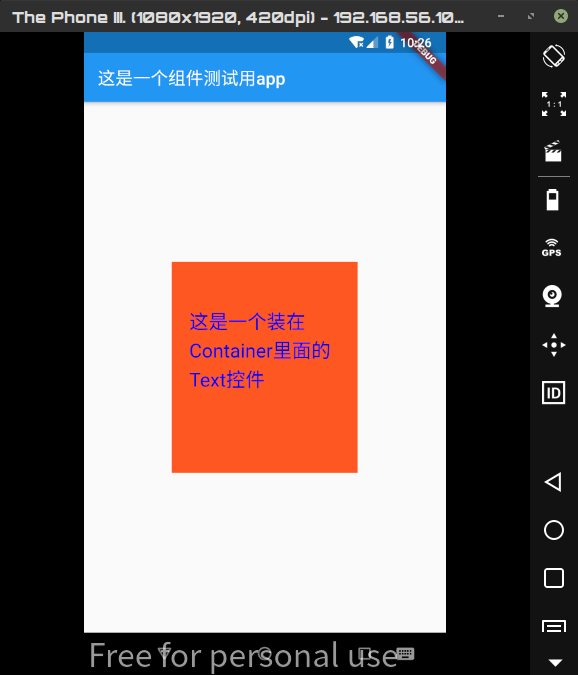 The Phone III. (1080x1920, 420dpi) - 192.168.56.10...
10:26
DEBUG
这是一个组件测试用app
1:1
GPS
这是一个装在
Container里面的
Text控件
ID
Free for personal use